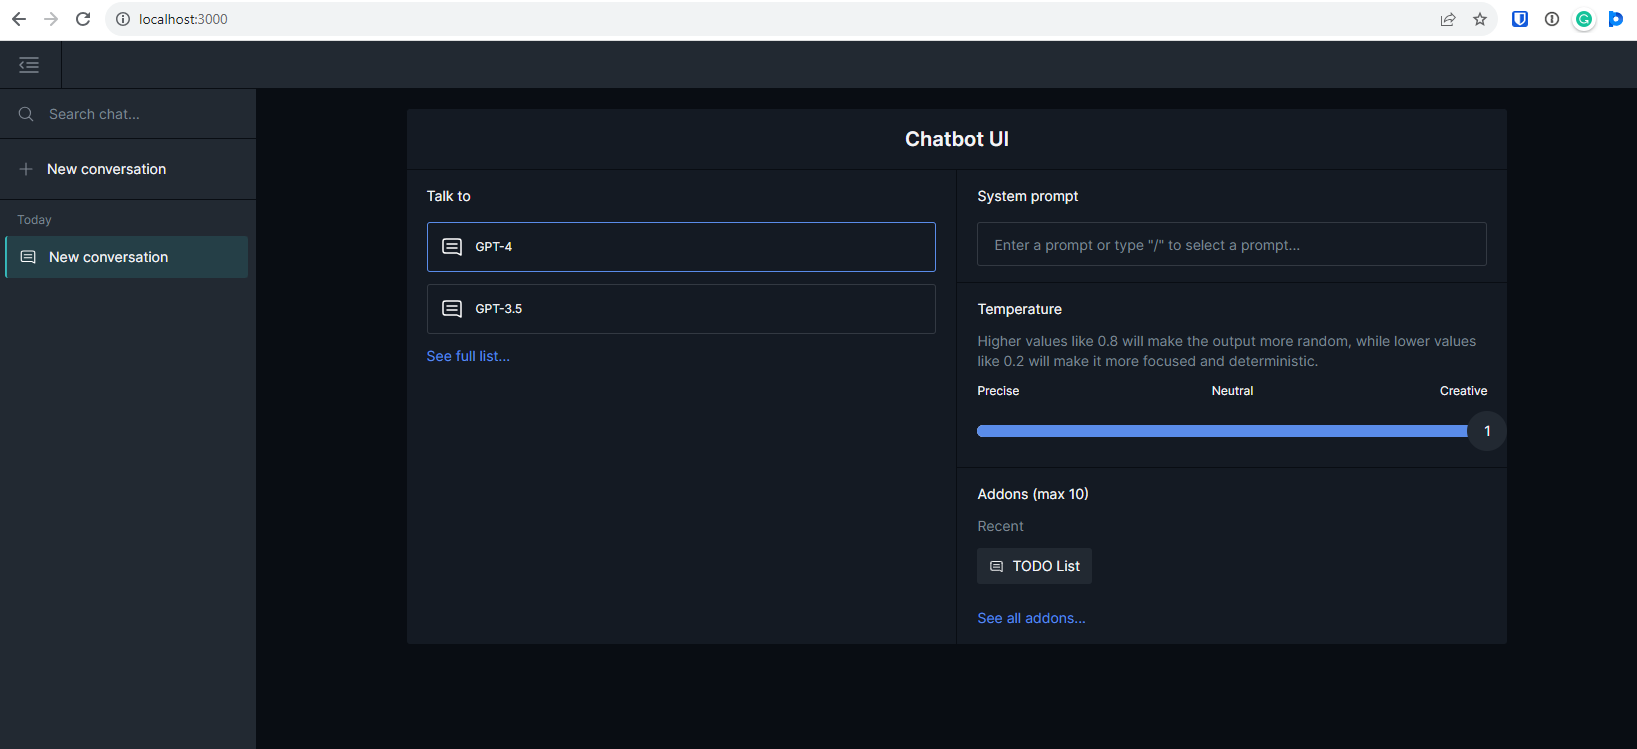 localhost:3000
Search chat...
New conversation
Today
New conversation
Chatbot UI
Talk to
GPT-4
GPT-3.5
See full list...
System prompt
Enter a prompt or type "/" to select a prompt...
Temperature
Higher values like 0.8 will make the output more random, while lower values
like 0.2 will make it more focused and deterministic.
Precise Neutral Creative
1
Addons (max 10)
Recent
TODO List
See all addons...